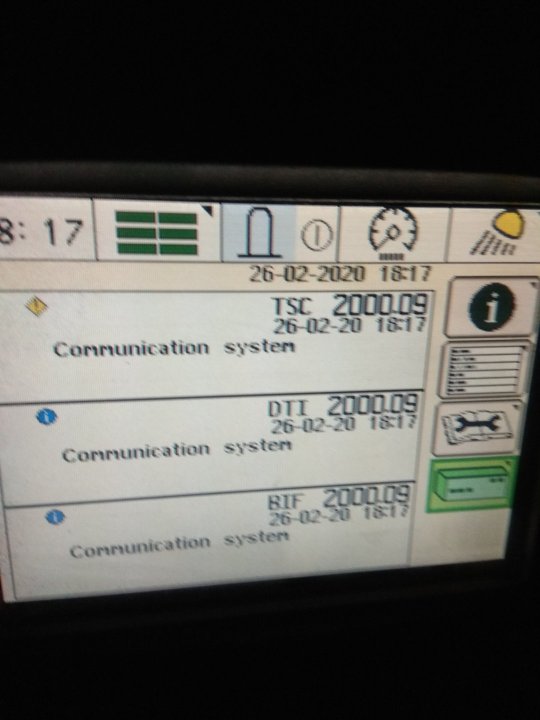 8: 17
26-02-2020 18:17
TSC 2000.09
26-02-20 18:17
Communication system
DTI 2000.09
26-02-20 18:17
Communication system
BIF 2000.09
26-02-20 18:17
Communication system